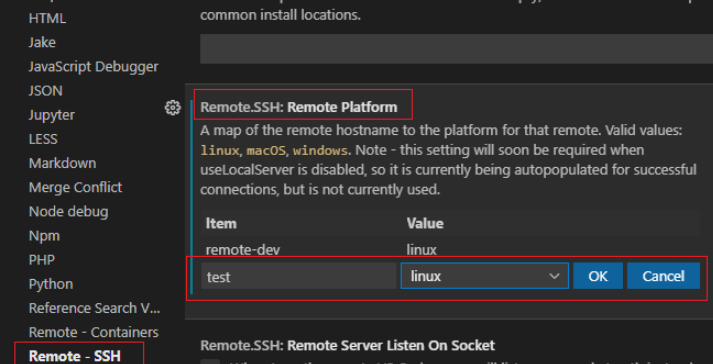 HTML
Jake
JavaScript Debugger
JSON
Jupyter
LESS
Markdown
Merge Conflict
Node debug
Npm
PHP
Python
Reference Search V...
Remote - Containers
Remote - SSH
common install locations.
Remote.SSH: Remote Platform
A map of the remote hostname to the platform for that remote. Valid values:
linux, macOS, windows. Note - this setting will soon be required when
useLocalServer is disabled, so it is currently being autopopulated for successful
connections, but is not currently used.
Item Value
remote-dev linux
test linux OK Cancel
Remote.SSH: Remote Server Listen On Socket